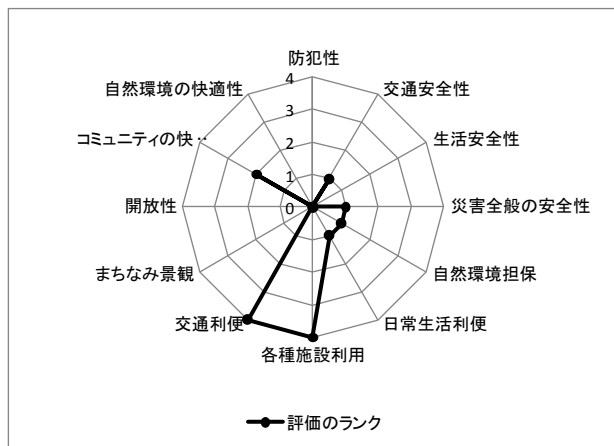 防犯性
交通安全性
生活安全性
災害全般の安全性
自然環境担保
日常生活利便
各種施設利用
交通利便
まちなみ景観
開放性
コミュニティの快‥
自然環境の快適性
4
3
2
1
0
評価のランク